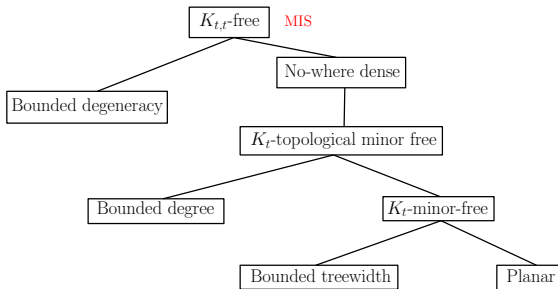 K_{t,t}-free MIS
No-where dense
Bounded degeneracy
K_t-topological minor free
Bounded degree
K_t-minor-free
Bounded treewidth
Planar